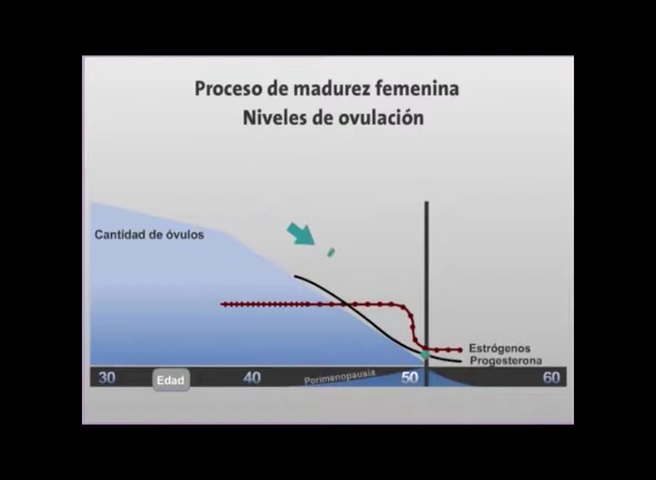 Proceso de madurez femenina
Niveles de ovulación
Cantidad de óvulos
Estrógenos
Progesterona
30 Edad 40 Perimenopausia 50 60